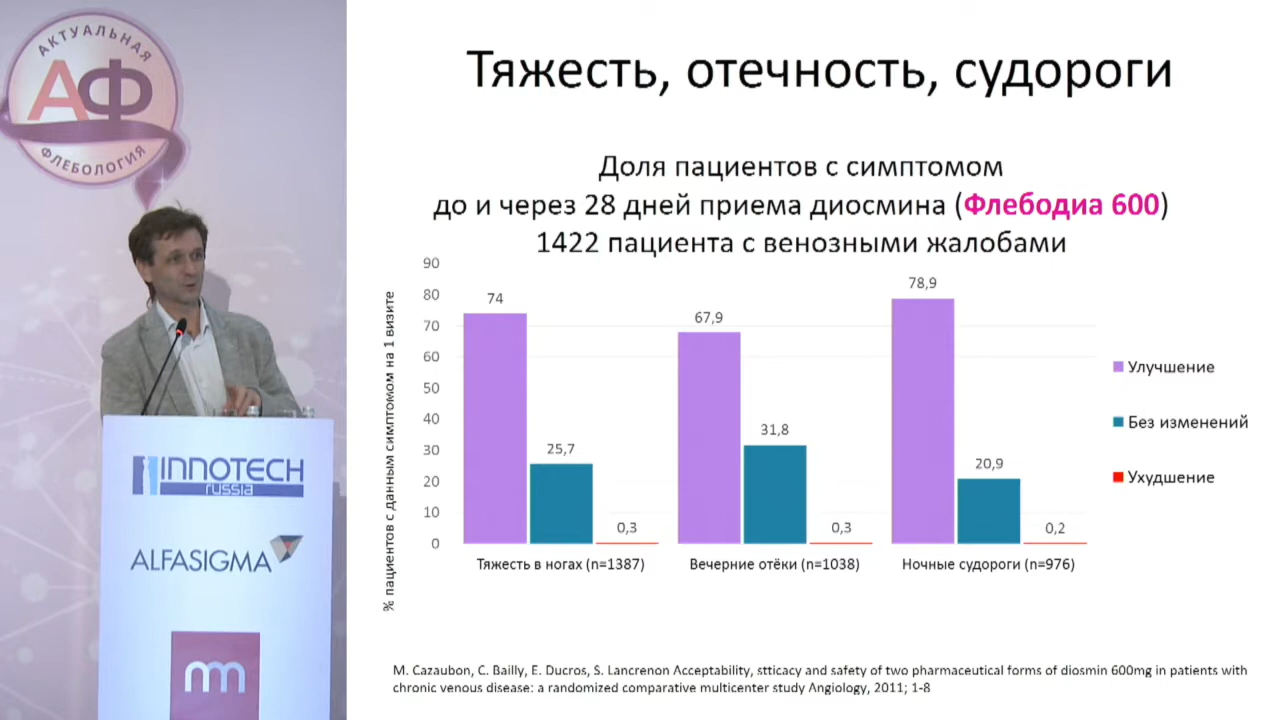 АКТУАЛЬНАЯ
АФ
ФЛЕБОЛОГИЯ
INNOTECH
russia
ALFASIGMA
Тяжесть, отечность, судороги
Доля пациентов с симптомом
до и через 28 дней приема диосмина (Флебодиа 600)
1422 пациента с венозными жалобами
% пациентов с данным симптомом на 1 визите
90
80
70
60
50
40
30
20
10
0
74
25,7
0,3
67,9
31,8
0,3
78,9
20,9
0,2
Тяжесть в ногах (n=1387)
Вечерние отёки (n=1038)
Ночные судороги (n=976)
Улучшение
Без изменений
Ухудшение
M. Cazaubon, C. Bailly, E. Ducros, S. Lancrenon Acceptability, stticacy and safety of two pharmaceutical forms of diosmin 600mg in patients with
chronic venous disease: a randomized comparative multicenter study Angiology, 2011; 1-8